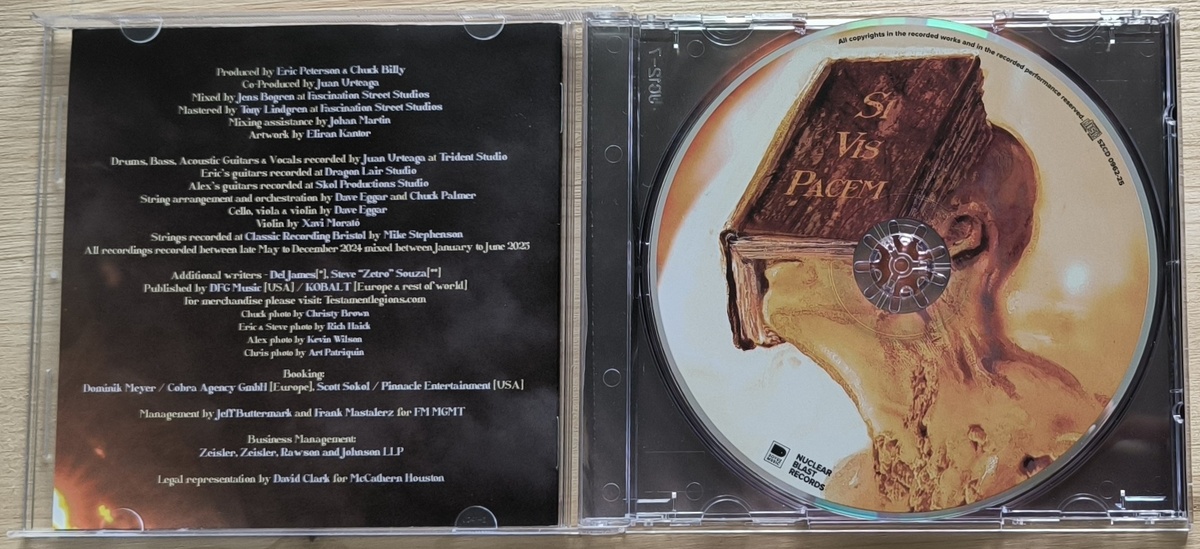 Produced by Eric Peterson & Chuck Billy
Co-Produced by Juan Urteaga
Mixed by Jens Bogren at Fascination Street Studios
Mastered by Tony Lindgren at Fascination Street Studios
Mixing assistance by Johan Martin
Artwork by Eliran Kantor
Drums, Bass, Acoustic Guitars & Vocals recorded by Juan Urteaga at Trident Studio
Eric's guitars recorded at Dragon Lair Studio
Alex's guitars recorded at Skol Productions Studio
String arrangement and orchestration by Dave Eggar and Chuck Palmer
Cello, viola & violin by Dave Eggar
Violin by Xavi Morató
Strings recorded at Classic Recording Bristol by Mike Stephenson
All recordings recorded between late May to December 2024 mixed between January to June 2025
Additional writers - Del James[*], Steve "Zetro" Souza[**]
Published by DFG Music [USA] / KOBALT [Europe & rest of world]
for merchandise please visit: Testamentlegions.com
Chuck photo by Christy Brown
Eric & Steve photo by Rich Haick
Alex photo by Kevin Wilson
Chris photo by Art Patriquin
Booking:
Dominik Meyer / Cobra Agency GmbH [Europe], Scott Sokol / Pinnacle Entertainment [USA]
Management by Jeff Buttermark and Frank Mastalerz for FM MGMT
Business Management:
Zeisler, Zeisler, Rawson and Johnson LLP
Legal representation by David Clark for McCathern Houston
All copyrights in the recorded works and in the recorded performance reserved.
SZCD 0963-25
Si
Vis
Pacem
NUCLEAR
BLAST
RECORDS